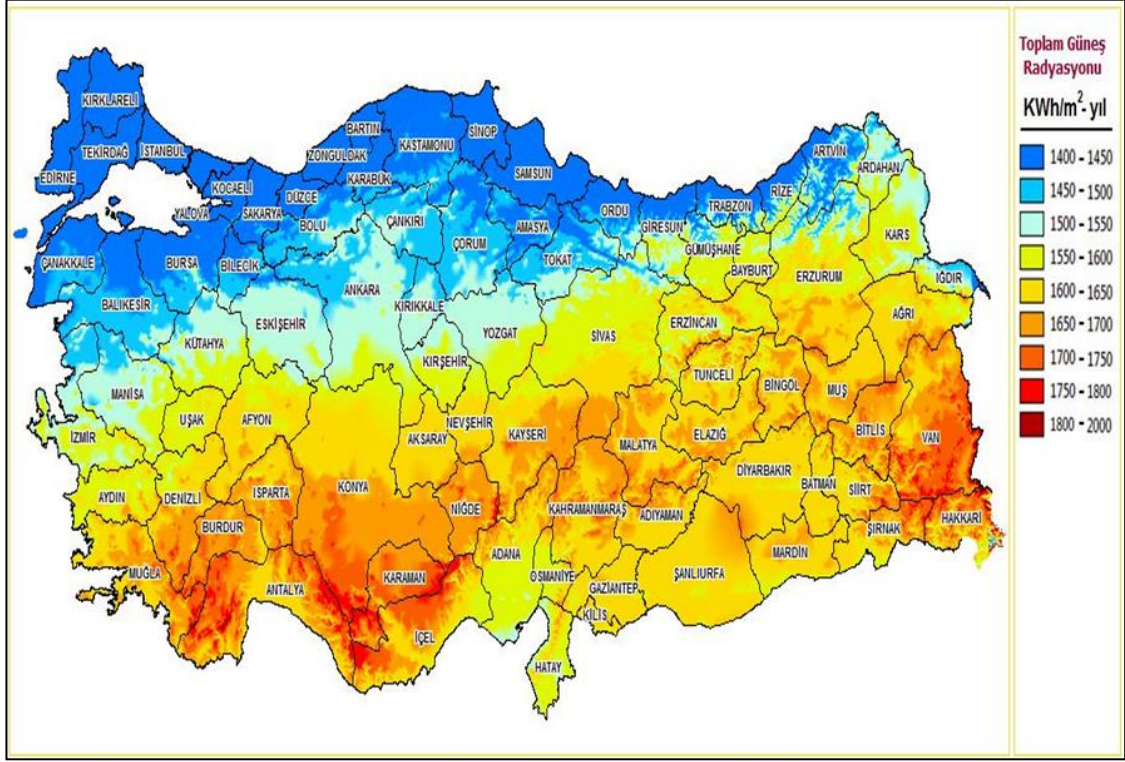 Toplam Güneş
Radyasyonu
KWh/m²- yıl
1400 - 1450
1450 - 1500
1500 - 1550
1550 - 1600
1600 - 1650
1650 - 1700
1700 - 1750
1750 - 1800
1800 - 2000
KIRKLARELİ
TEKİRDAĞ
İSTANBUL
EDİRNE
KOCAELİ
YALOVA
SAKARYA
DÜZCE
BOLU
ZONGULDAK
BARTIN
KARABÜK
KASTAMONU
SİNOP
SAMSUN
ÇANKIRI
ÇORUM
AMASYA
TOKAT
ORDU
GİRESUN
TRABZON
RİZE
ARTVİN
ARDAHAN
GÜMÜŞHANE
BAYBURT
ERZURUM
KARS
IĞDIR
AĞRI
ÇANAKKALE
BURSA
BİLECİK
BALIKESİR
ESKİŞEHİR
ANKARA
KIRIKKALE
KÜTAHYA
KIRŞEHİR
YOZGAT
SİVAS
ERZİNCAN
TUNCELİ
BİNGÖL
MUŞ
MANİSA
UŞAK
AFYON
İZMİR
NEVŞEHİR
AKSARAY
KAYSERİ
MALATYA
ELAZIĞ
BİTLİS
VAN
DİYARBAKIR
BATMAN
SİİRT
AYDIN
DENİZLİ
ISPARTA
BURDUR
KONYA
NİĞDE
KAHRAMANMARAŞ
ADIYAMAN
ŞIRNAK
HAKKARİ
MARDİN
MUĞLA
ANTALYA
KARAMAN
İÇEL
ADANA
OSMANİYE
GAZİANTEP
KİLİS
ŞANLIURFA
HATAY